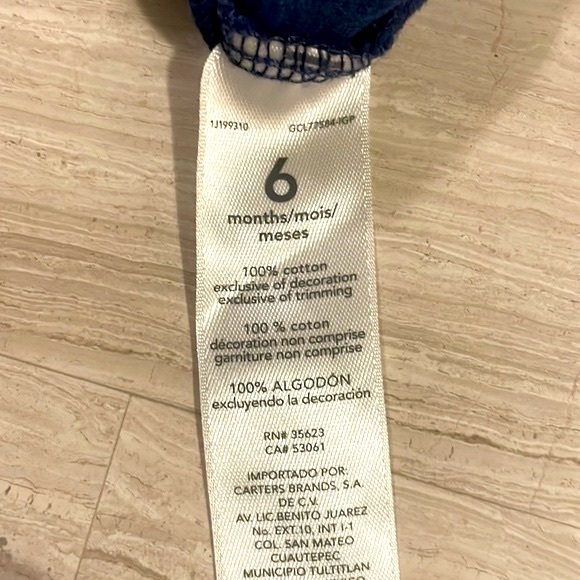 1J199310 GCL77584-IGP
6
months/mois/
meses
100% cotton
exclusive of decoration
exclusive of trimming
100 % coton
décoration non comprise
garniture non comprise
100% ALGODÓN
excluyendo la decoración
RN# 35623
CA# 53061
IMPORTADO POR:
CARTERS BRANDS, S.A.
DE C.V.
AV. LIC.BENITO JUAREZ
No. EXT.10, INT I-1
COL. SAN MATEO
CUAUTEPEC
MUNICIPIO TULTITLAN